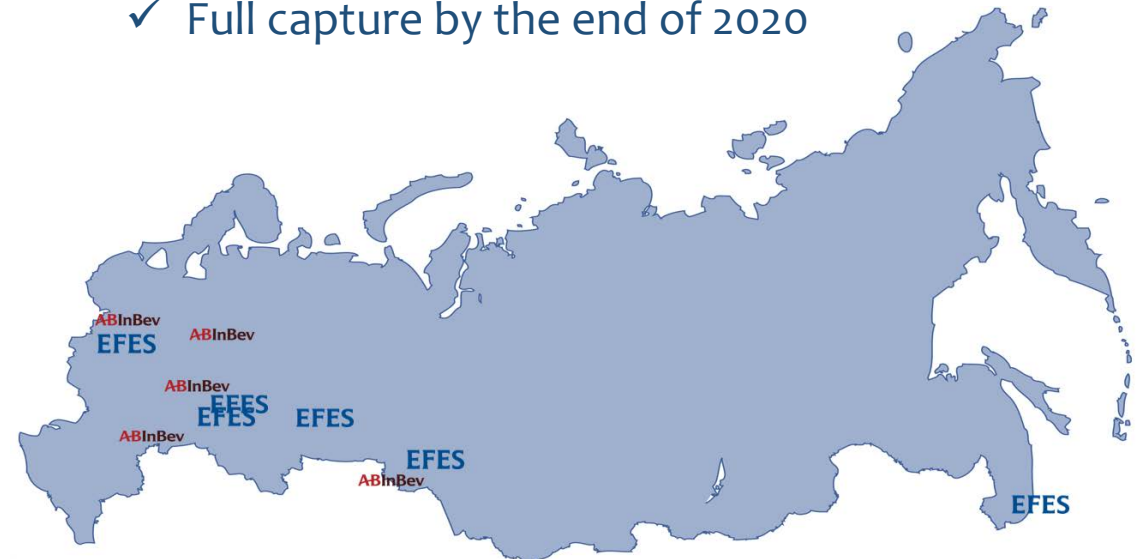 ✓ Full capture by the end of 2020
ABInBev
EFES
ABInBev
ABInBev
EFES
EFES
EFES
ABInBev
EFES
ABInBev
EFES